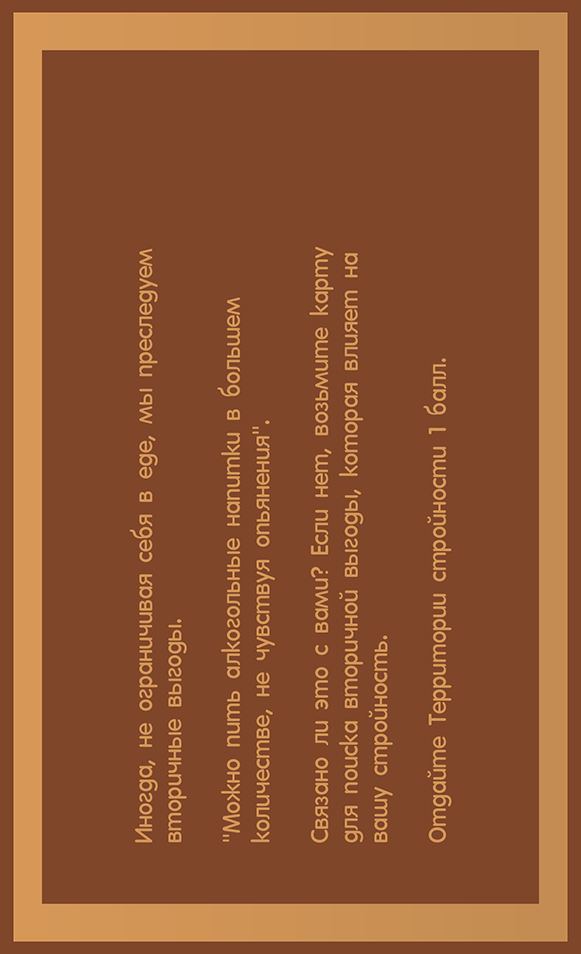 Иногда, не ограничивая себя в еде, мы преследуем
вторичные выгоды.
"Можно пить алкогольные напитки в большем
количестве, не чувствуя опьянения".
Связано ли это с вами? Если нет, возьмите карту
для поиска вторичной выгоды, которая влияет на
вашу стройность.
Отдайте Территории стройности 1 балл.